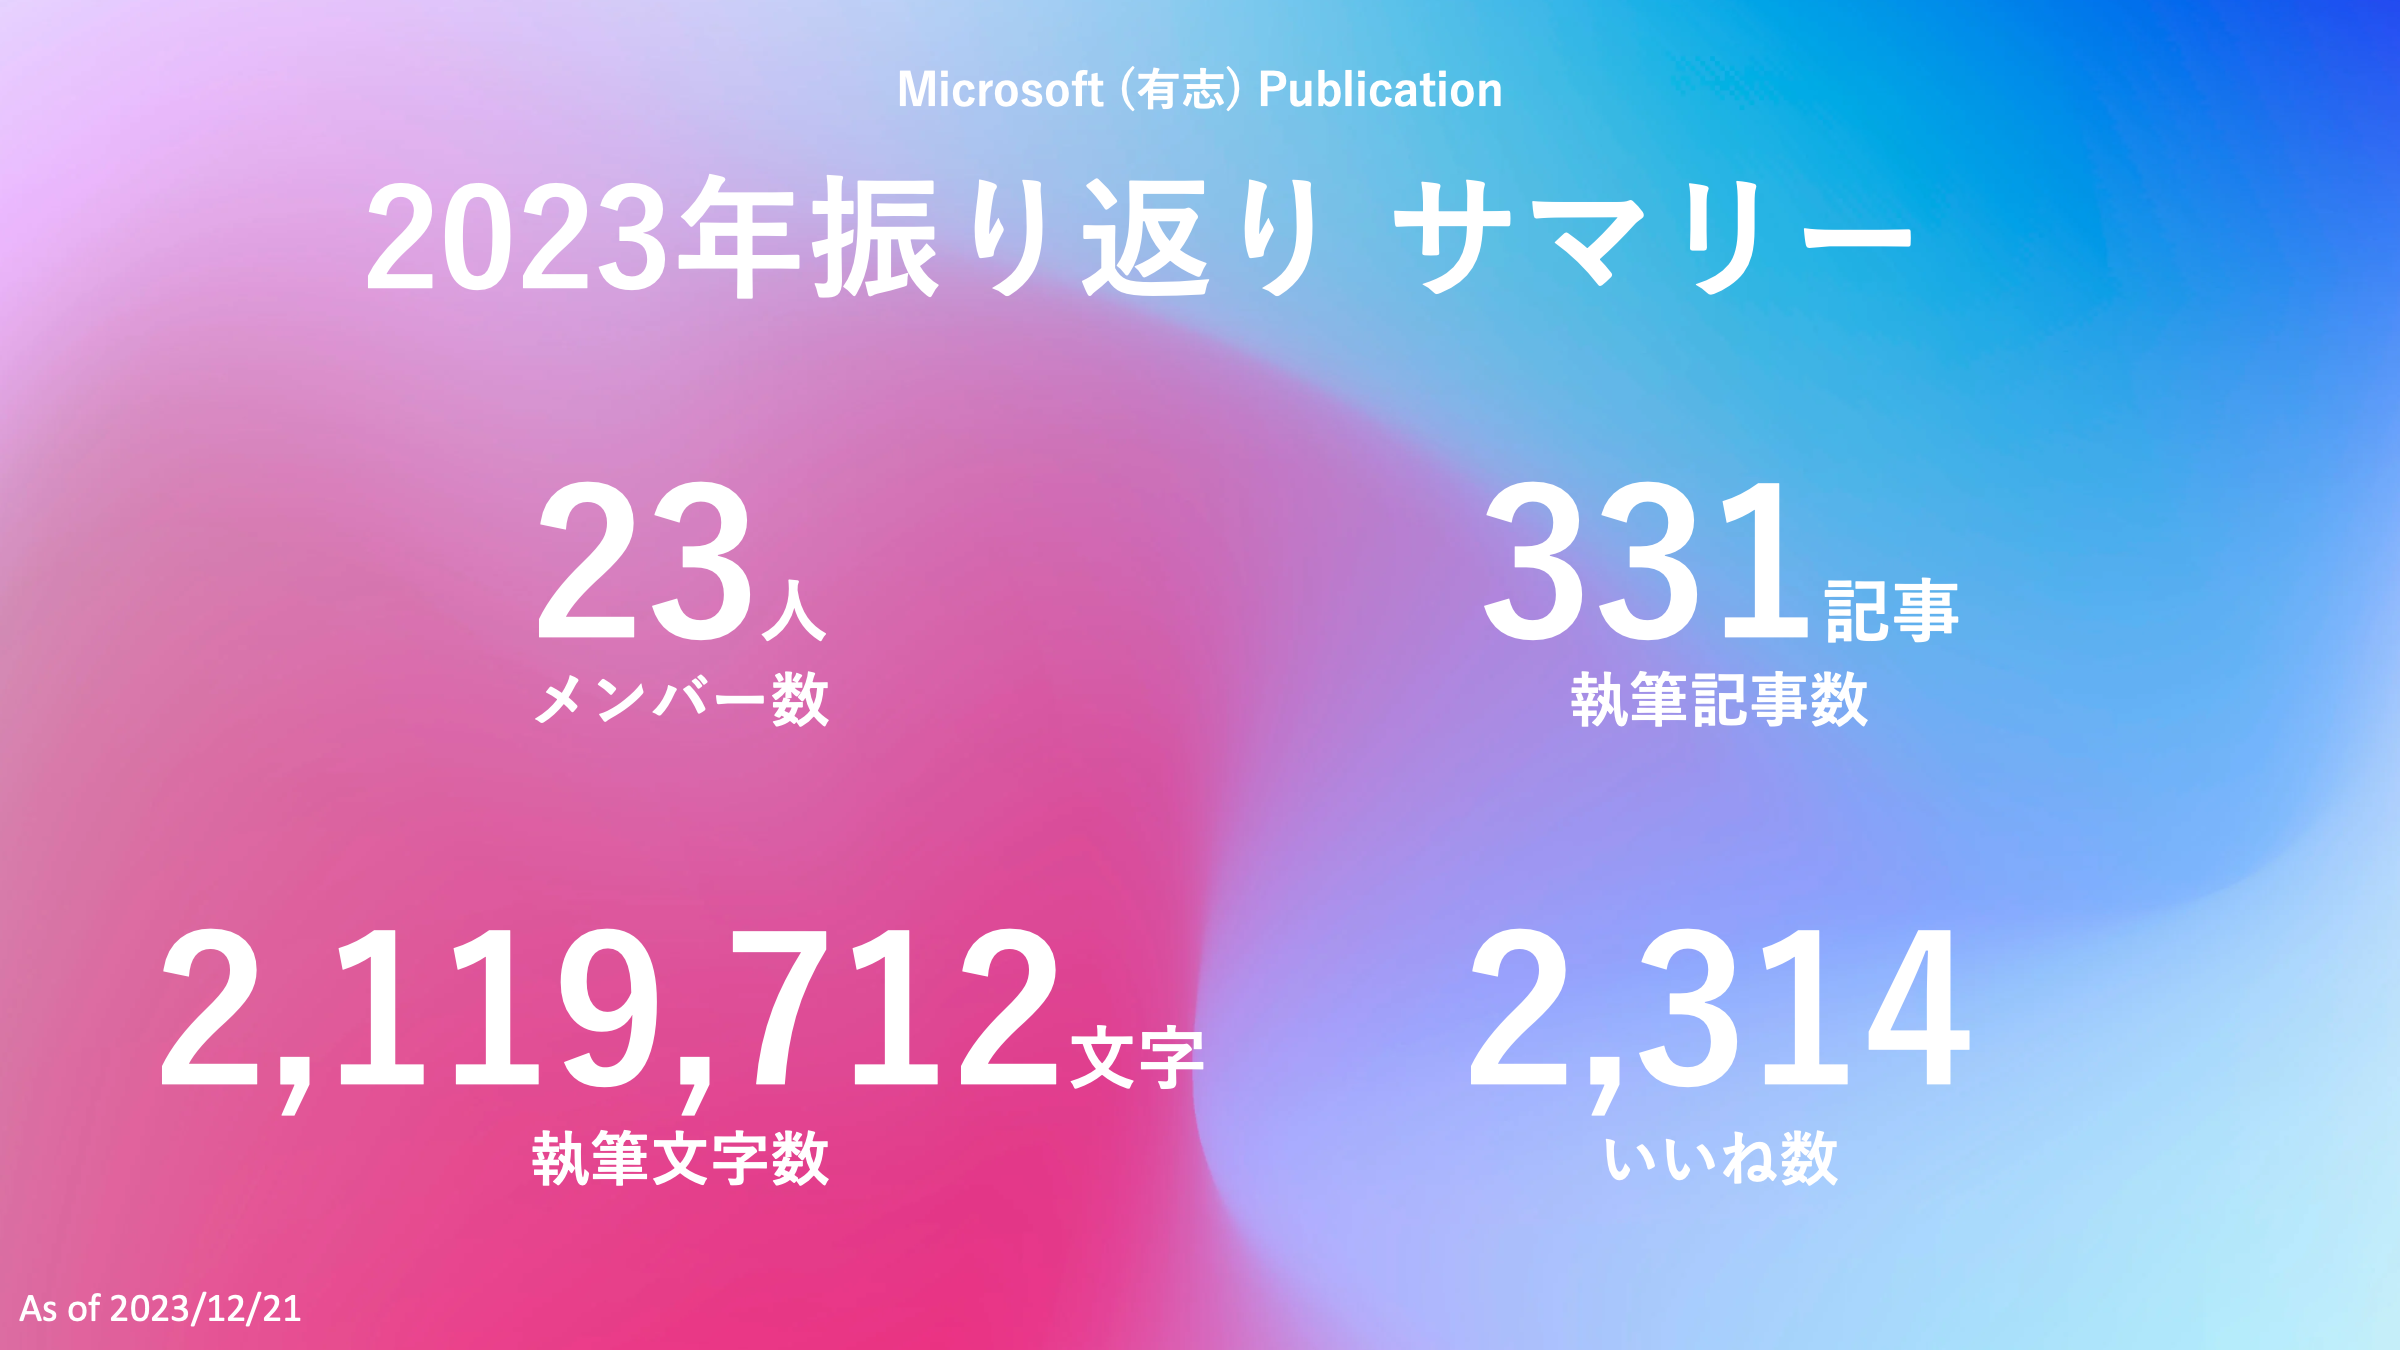 Microsoft (有志) Publication
2023年振り返り サマリー
23人
メンバー数
331記事
執筆記事数
2,119,712文字
執筆文字数
2,314
いいね数
As of 2023/12/21